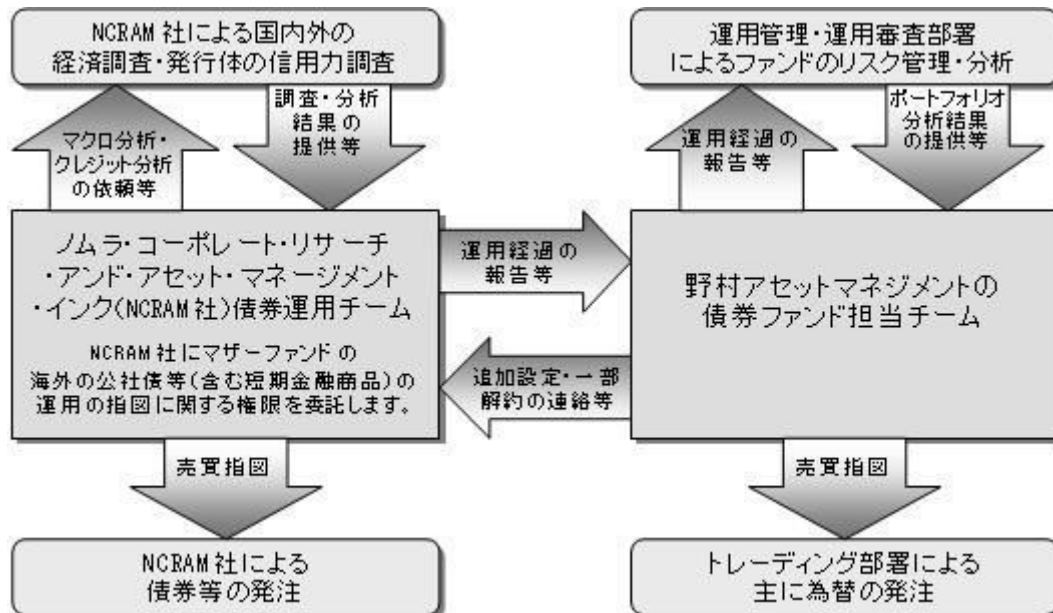 NCRAM社による国内外の
経済調査・発行体の信用力調査
運用管理・運用審査部署
によるファンドのリスク管理・分析
マクロ分析・
クレジット分析
の依頼等
調査・分析
結果の
提供等
運用経過の
報告等
ポートフォリオ
分析結果
の提供等
ノムラ・コーポレート・リサーチ
・アンド・アセット・マネージメント
・インク(NCRAM社)債券運用チーム
NCRAM社にマザーファンドの
海外の公社債等(含む短期金融商品)の
運用の指図に関する権限を委託します。
運用経過の
報告等
追加設定・一部
解約の連絡等
野村アセットマネジメントの
債券ファンド担当チーム
売買指図
売買指図
NCRAM社による
債券等の発注
トレーディング部署による
主に為替の発注